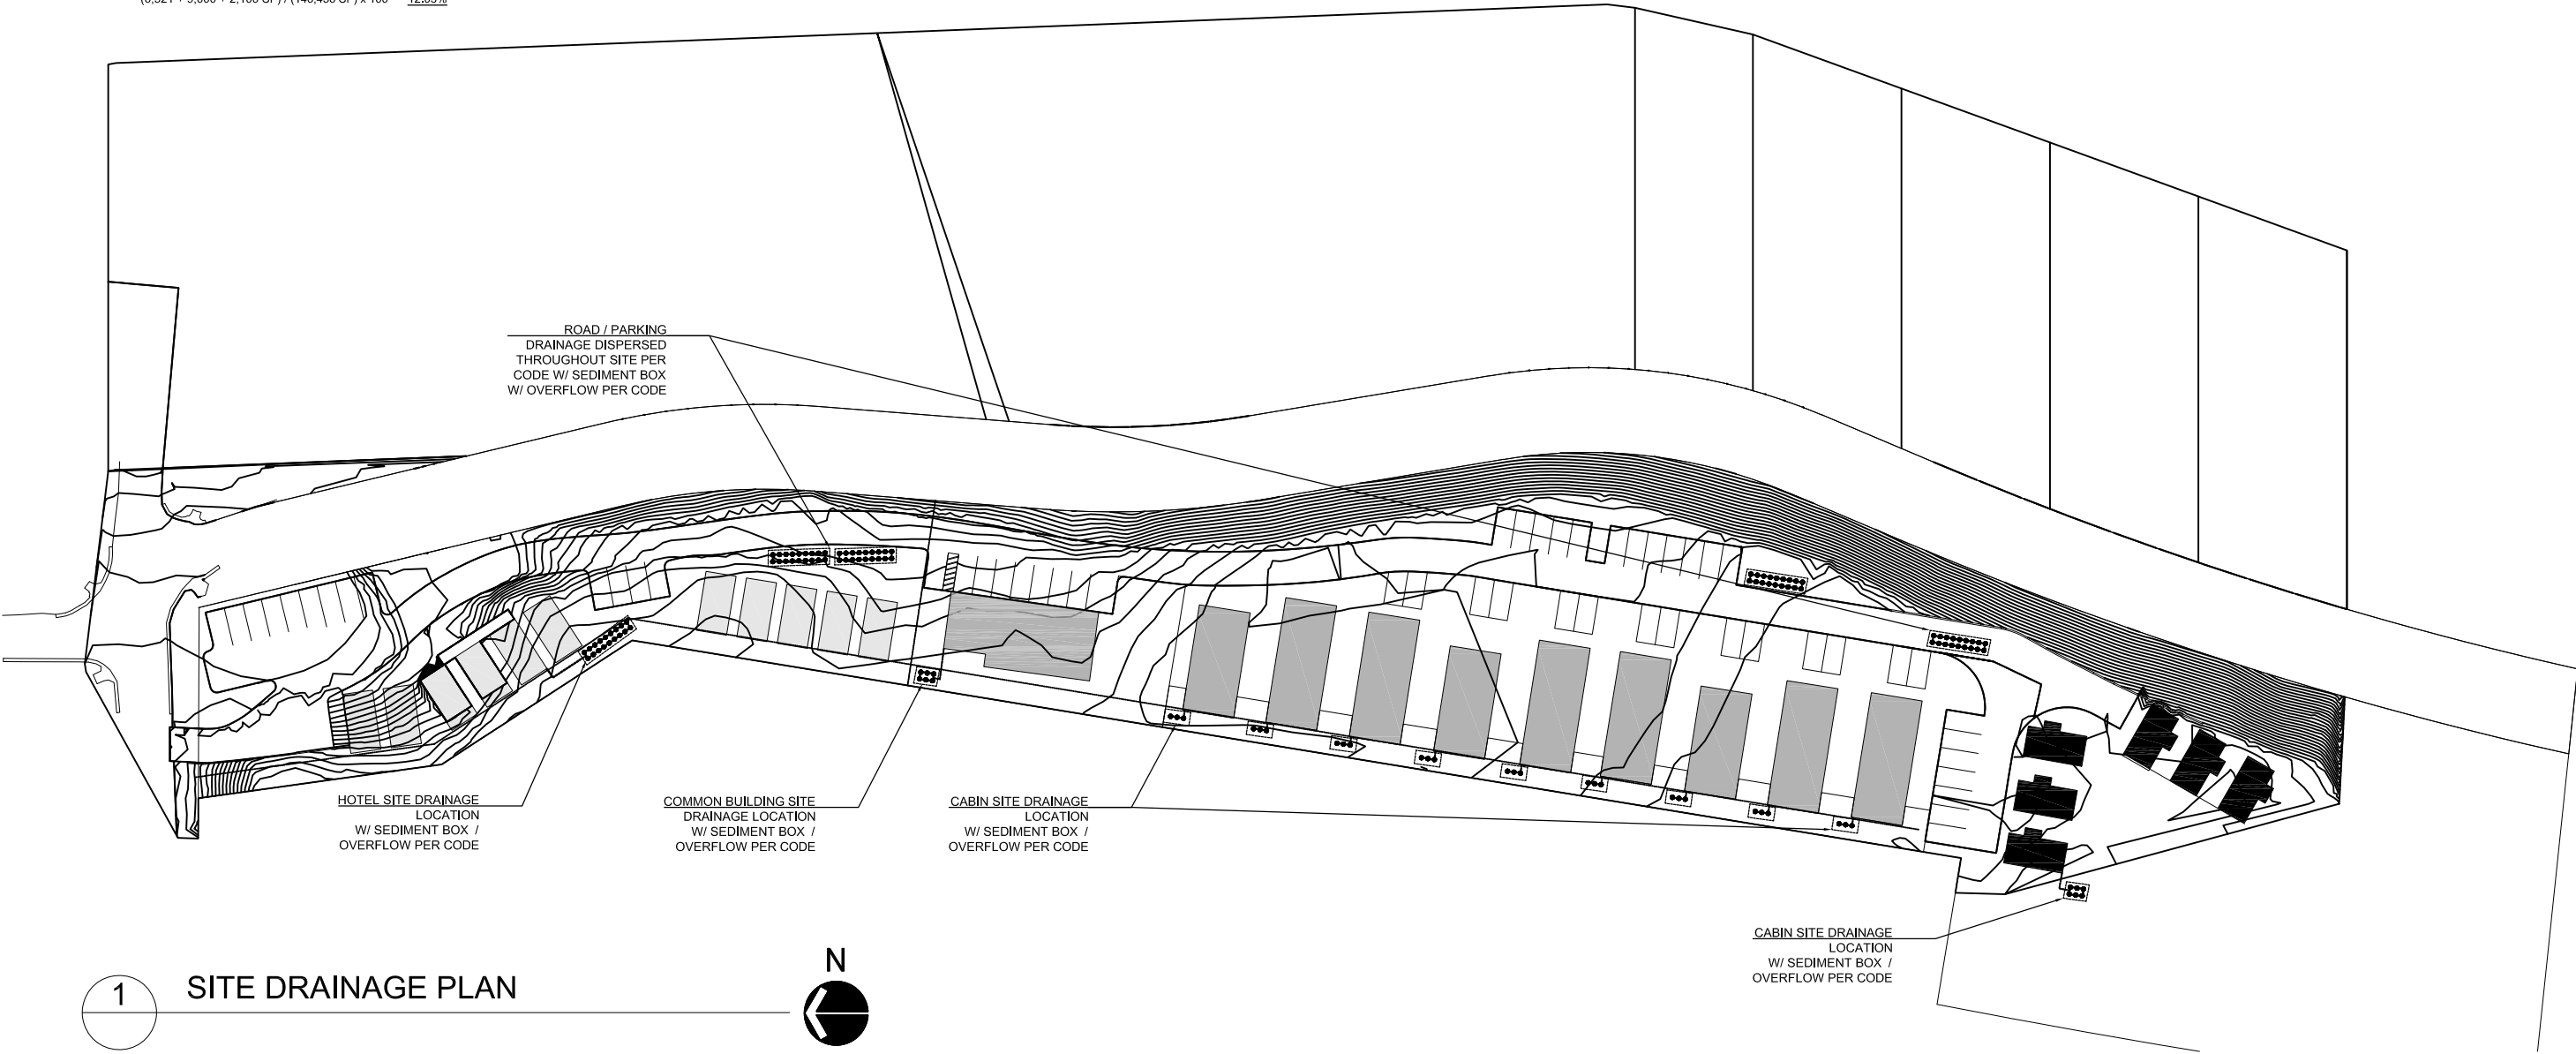 ROAD / PARKING
DRAINAGE DISPERSED
THROUGHOUT SITE PER
CODE W/ SEDIMENT BOX
W/ OVERFLOW PER CODE
HOTEL SITE DRAINAGE
LOCATION
W/ SEDIMENT BOX /
OVERFLOW PER CODE
COMMON BUILDING SITE
DRAINAGE LOCATION
W/ SEDIMENT BOX /
OVERFLOW PER CODE
CABIN SITE DRAINAGE
LOCATION
W/ SEDIMENT BOX /
OVERFLOW PER CODE
CABIN SITE DRAINAGE
LOCATION
W/ SEDIMENT BOX /
OVERFLOW PER CODE
1
SITE DRAINAGE PLAN
N